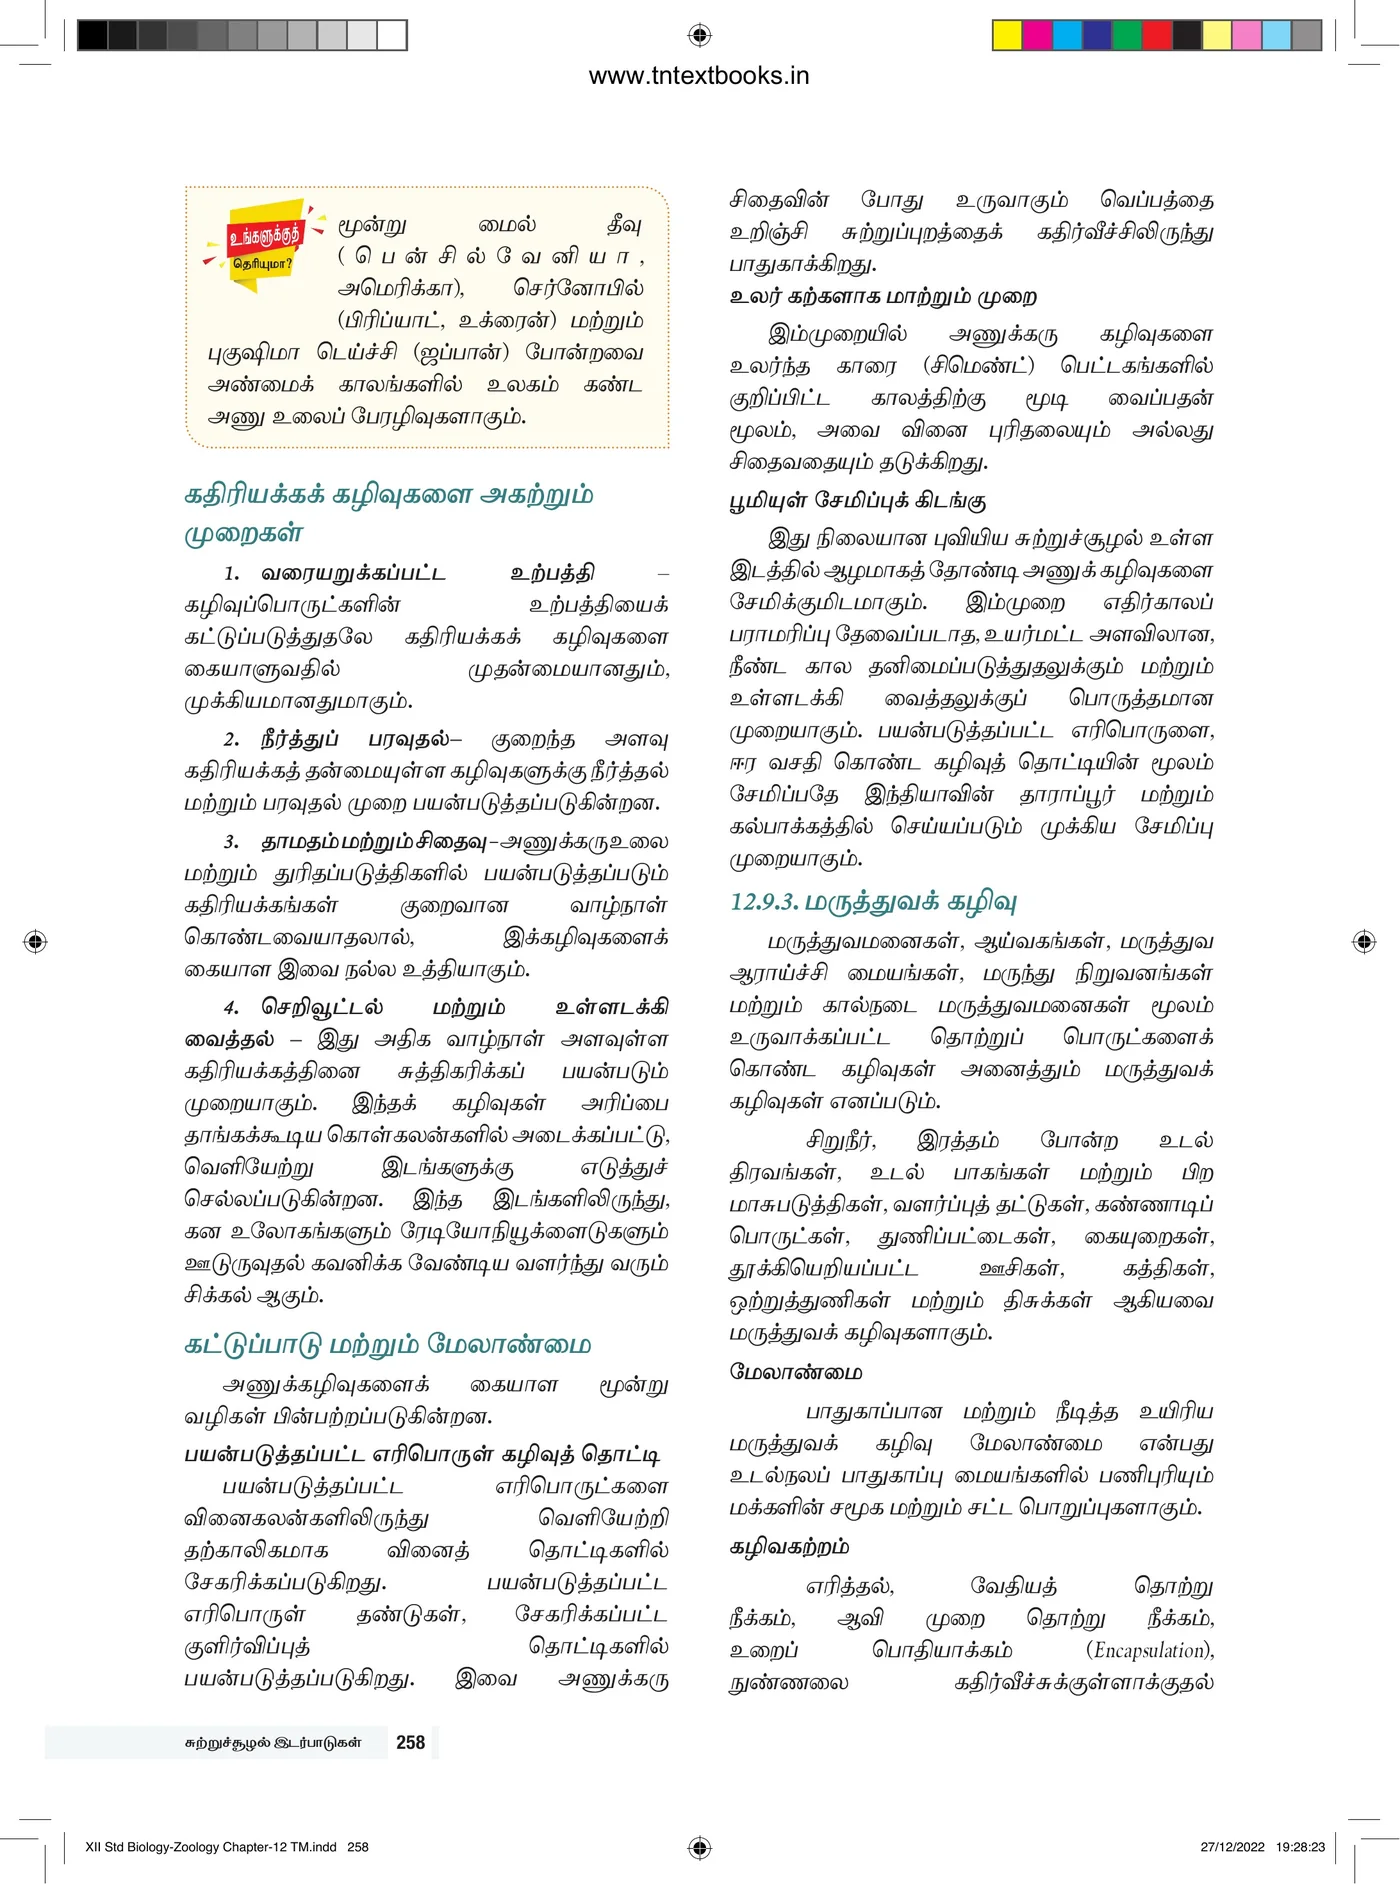 www.tntextbooks.in
உங்களுக்குத்
தெரியுமா?
மூன்று மைல் தீவு
(பென்சில்வேனியா,
அமெரிக்கா), செர்னோபில்
(பிரிப்யாட், உக்ரைன்) மற்றும்
புகுஷிமா டெய்ச்சி (ஜப்பான்) போன்றவை
அண்மைக் காலங்களில் உலகம் கண்ட
அணு உலைப் பேரழிவுகளாகும்.
கதிரியக்கக் கழிவுகளை அகற்றும்
முறைகள்
1. வரையறுக்கப்பட்ட உற்பத்தி –
கழிவுப்பொருட்களின் உற்பத்தியைக்
கட்டுப்படுத்துதலே கதிரியக்கக் கழிவுகளை
கையாளுவதில் முதன்மையானதும்,
முக்கியமானதுமாகும்.
2. நீர்த்துப் பரவுதல்– குறைந்த அளவு
கதிரியக்கத் தன்மையுள்ள கழிவுகளுக்கு நீர்த்தல்
மற்றும் பரவுதல் முறை பயன்படுத்தப்படுகின்றன.
3. தாமதம் மற்றும் சிதைவு–அணுக்கரு உலை
மற்றும் துரிதப்படுத்திகளில் பயன்படுத்தப்படும்
கதிரியக்கங்கள் குறைவான வாழ்நாள்
கொண்டவையாதலால், இக்கழிவுகளைக்
கையாள இவை நல்ல உத்தியாகும்.
4. செறிவூட்டல் மற்றும் உள்ளடக்கி
வைத்தல் – இது அதிக வாழ்நாள் அளவுள்ள
கதிரியக்கத்தினை சுத்திகரிக்கப் பயன்படும்
முறையாகும். இந்தக் கழிவுகள் அரிப்பை
தாங்கக்கூடிய கொள்கலன்களில் அடைக்கப்பட்டு,
வெளியேற்று இடங்களுக்கு எடுத்துச்
செல்லப்படுகின்றன. இந்த இடங்களிலிருந்து,
கன உலோகங்களும் ரேடியோநியூக்ளைடுகளும்
ஊடுருவுதல் கவனிக்க வேண்டிய வளர்ந்து வரும்
சிக்கல் ஆகும்.
கட்டுப்பாடு மற்றும் மேலாண்மை
அணுக்கழிவுகளைக் கையாள மூன்று
வழிகள் பின்பற்றப்படுகின்றன.
பயன்படுத்தப்பட்ட எரிபொருள் கழிவுத் தொட்டி
பயன்படுத்தப்பட்ட எரிபொருட்களை
வினைகலன்களிலிருந்து வெளியேற்றி
தற்காலிகமாக வினைத் தொட்டிகளில்
சேகரிக்கப்படுகிறது. பயன்படுத்தப்பட்ட
எரிபொருள் தண்டுகள், சேகரிக்கப்பட்ட
குளிர்விப்புத் தொட்டிகளில்
பயன்படுத்தப்படுகிறது. இவை அணுக்கரு
சிதைவின் போது உருவாகும் வெப்பத்தை
உறிஞ்சி சுற்றுப்புறத்தைக் கதிர்வீச்சிலிருந்து
பாதுகாக்கிறது.
உலர் கற்களாக மாற்றும் முறை
இம்முறையில் அணுக்கரு கழிவுகளை
உலர்ந்த காரை (சிமெண்ட்) பெட்டகங்களில்
குறிப்பிட்ட காலத்திற்கு மூடி வைப்பதன்
மூலம், அவை வினை புரிதலையும் அல்லது
சிதைவதையும் தடுக்கிறது.
பூமியுள் சேமிப்புக் கிடங்கு
இது நிலையான புவியிய சுற்றுச்சூழல் உள்ள
இடத்தில் ஆழமாகத் தோண்டி அணுக் கழிவுகளை
சேமிக்குமிடமாகும். இம்முறை எதிர்காலப்
பராமரிப்பு தேவைப்படாத, உயர்மட்ட அளவிலான,
நீண்ட கால தனிமைப்படுத்துதலுக்கும் மற்றும்
உள்ளடக்கி வைத்தலுக்குப் பொருத்தமான
முறையாகும். பயன்படுத்தப்பட்ட எரிபொருளை,
ஈர வசதி கொண்ட கழிவுத் தொட்டியின் மூலம்
சேமிப்பதே இந்தியாவின் தாராப்பூர் மற்றும்
கல்பாக்கத்தில் செய்யப்படும் முக்கிய சேமிப்பு
முறையாகும்.
12.9.3. மருத்துவக் கழிவு
மருத்துவமனைகள், ஆய்வகங்கள், மருத்துவ
ஆராய்ச்சி மையங்கள், மருந்து நிறுவனங்கள்
மற்றும் கால்நடை மருத்துவமனைகள் மூலம்
உருவாக்கப்பட்ட தொற்றுப் பொருட்களைக்
கொண்ட கழிவுகள் அனைத்தும் மருத்துவக்
கழிவுகள் எனப்படும்.
சிறுநீர், இரத்தம் போன்ற உடல்
திரவங்கள், உடல் பாகங்கள் மற்றும் பிற
மாசுபடுத்திகள், வளர்ப்புத் தட்டுகள், கண்ணாடிப்
பொருட்கள், துணிப்பட்டைகள், கையுறைகள்,
தூக்கியெறியப்பட்ட ஊசிகள், கத்திகள்,
ஒற்றுத்துணிகள் மற்றும் திசுக்கள் ஆகியவை
மருத்துவக் கழிவுகளாகும்.
மேலாண்மை
பாதுகாப்பான மற்றும் நீடித்த உயிரிய
மருத்துவக் கழிவு மேலாண்மை என்பது
உடல்நலப் பாதுகாப்பு மையங்களில் பணிபுரியும்
மக்களின் சமூக மற்றும் சட்ட பொறுப்புகளாகும்.
கழிவகற்றம்
எரித்தல், வேதியத் தொற்று
நீக்கம், ஆவி முறை தொற்று நீக்கம்,
உறைப் பொதியாக்கம் (Encapsulation),
நுண்ணலை கதிர்வீச்சுக்குள்ளாக்குதல்
சுற்றுச்சூழல் இடர்பாடுகள் 258
XII Std Biology-Zoology Chapter-12 TM.indd 258 27/12/2022 19:28:23